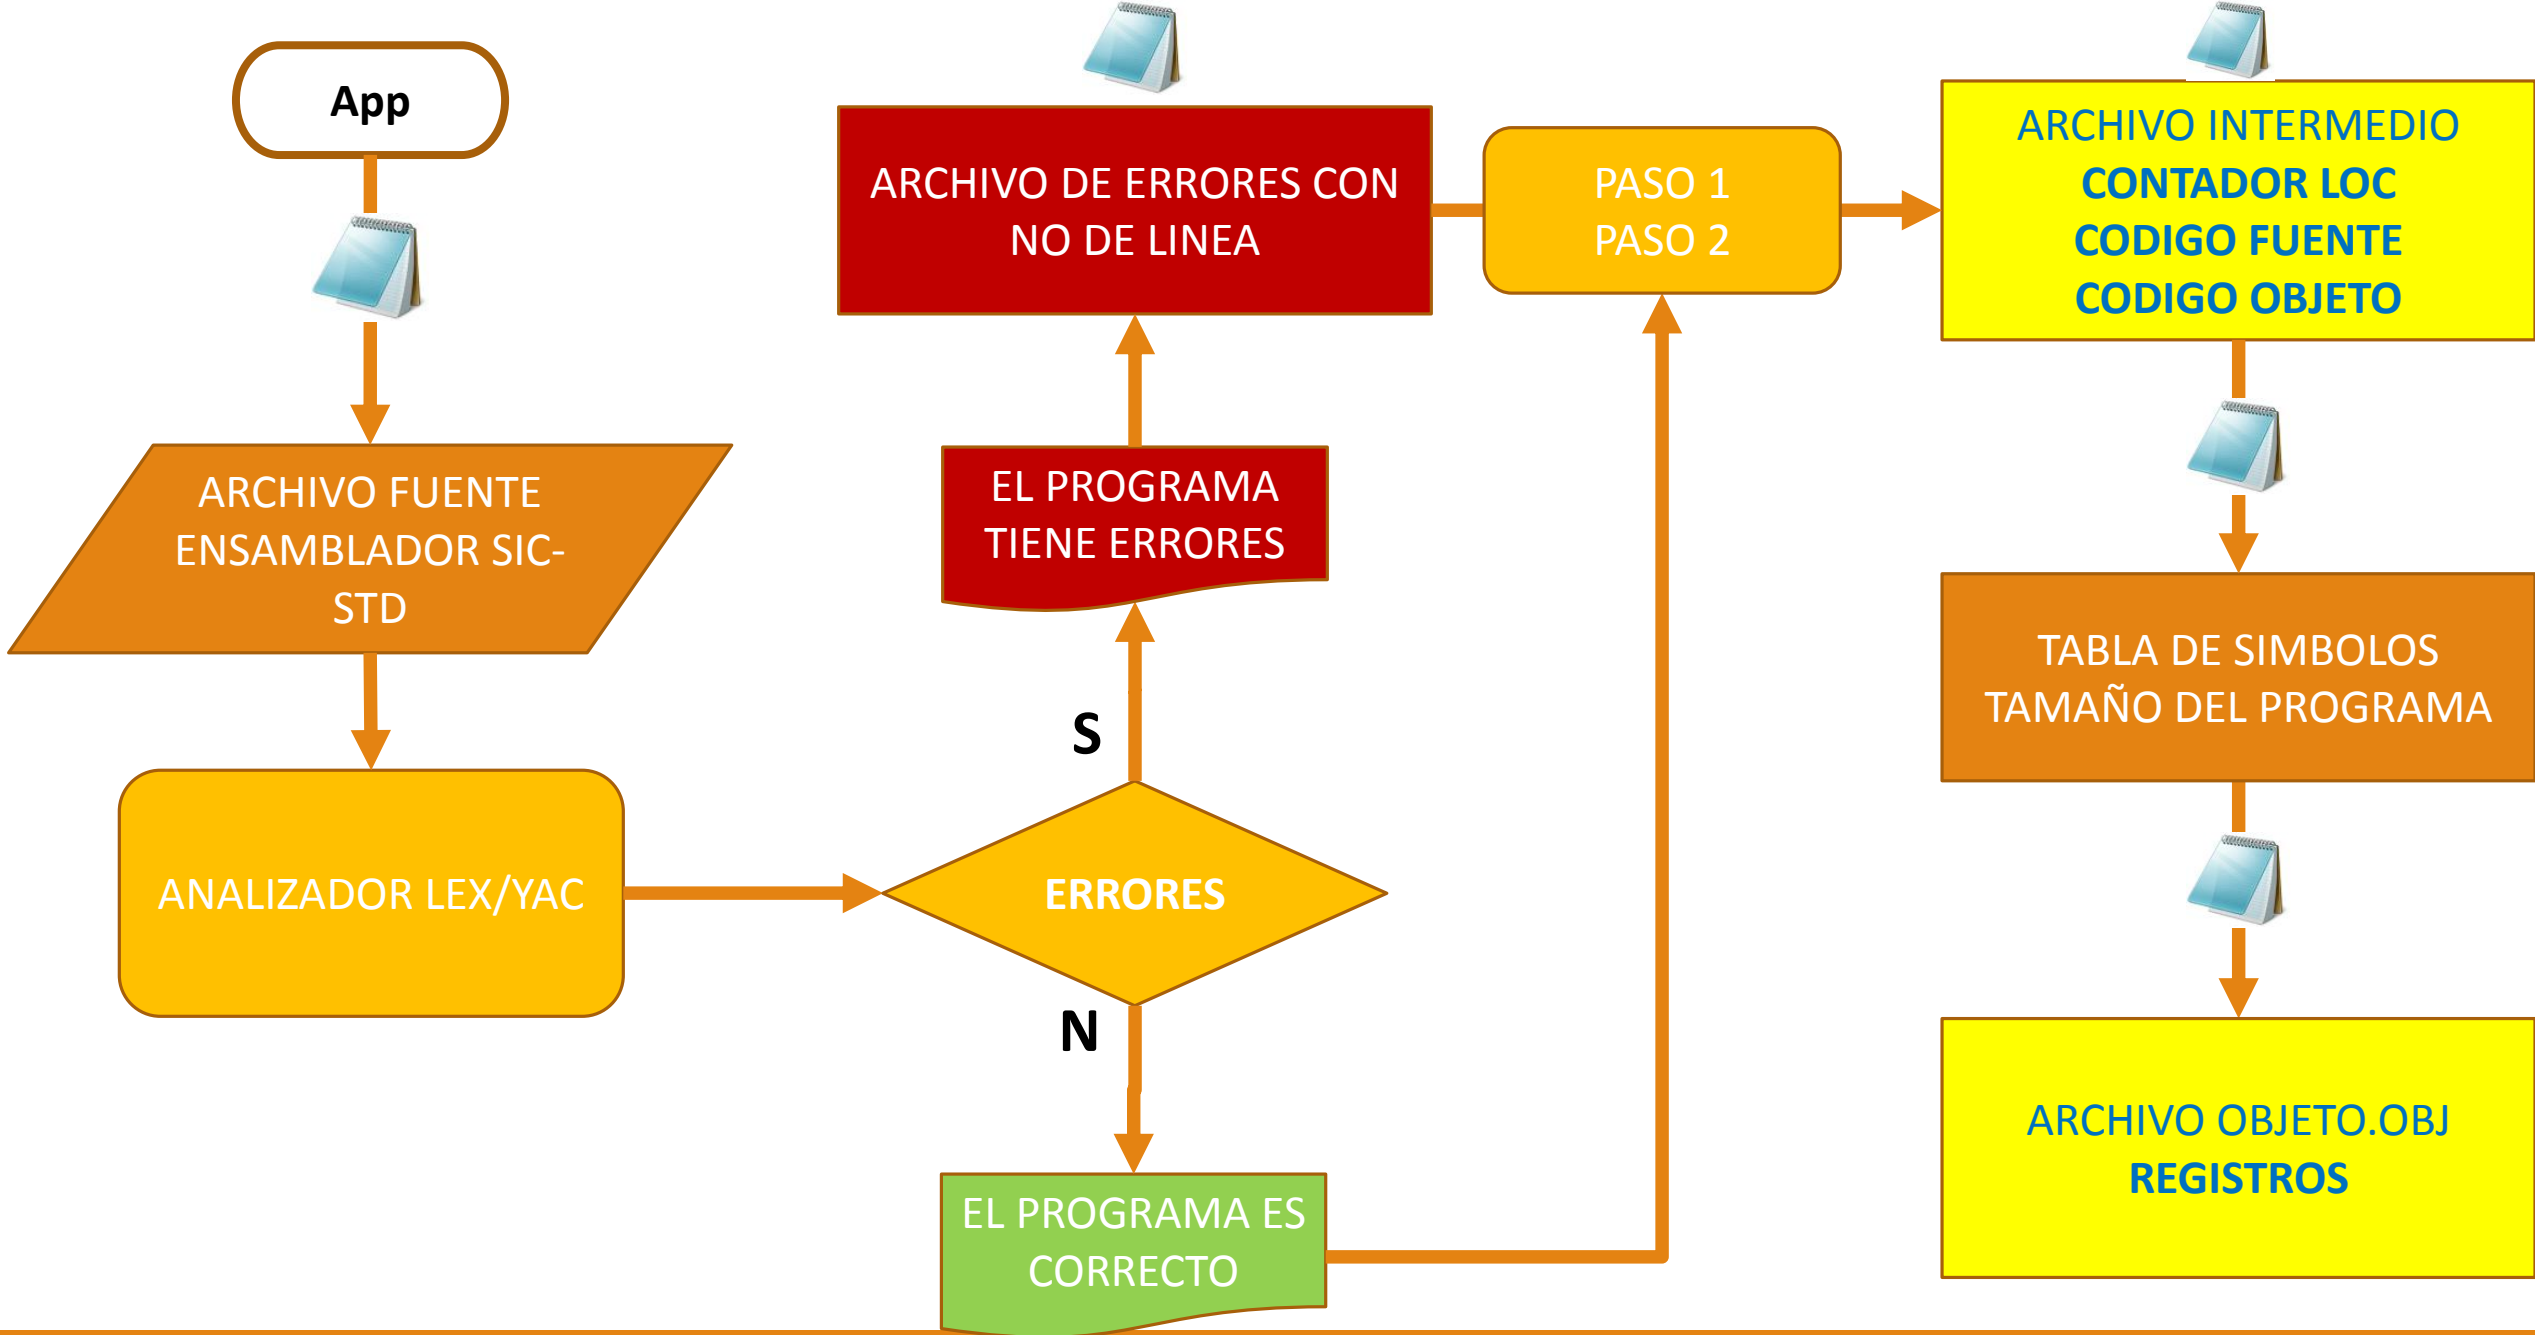 App
ARCHIVO FUENTE
ENSAMBLADOR SIC-
STD
ANALIZADOR LEX/YAC
ARCHIVO DE ERRORES CON
NO DE LINEA
EL PROGRAMA
TIENE ERRORES
S
ERRORES
N
EL PROGRAMA ES
CORRECTO
PASO 1
PASO 2
ARCHIVO INTERMEDIO
CONTADOR LOC
CODIGO FUENTE
CODIGO OBJETO
TABLA DE SIMBOLOS
TAMAÑO DEL PROGRAMA
ARCHIVO OBJETO.OBJ
REGISTROS